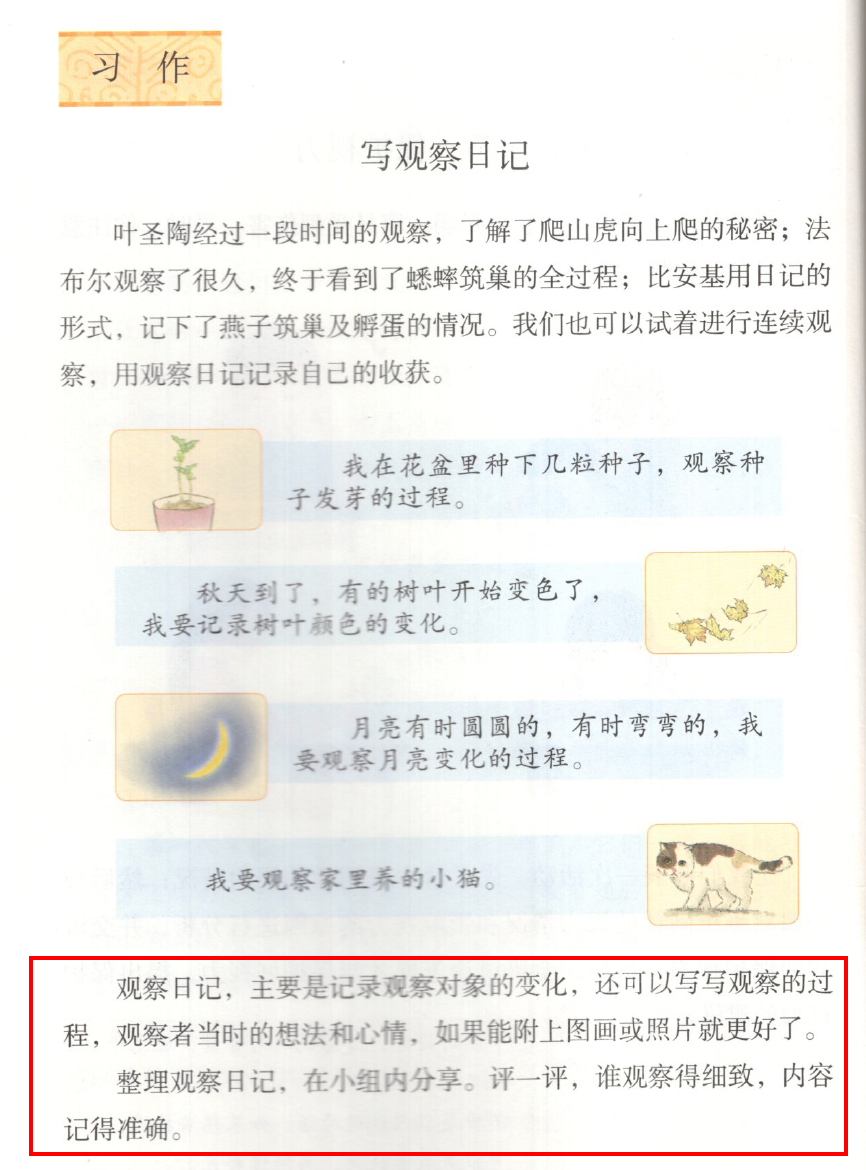 习 作
写观察日记
叶圣陶经过一段时间的观察，了解了爬山虎向上爬的秘密；法
布尔观察了很久，终于看到了蟋蟀筑巢的全过程；比安基用日记的
形式，记下了燕子筑巢及孵蛋的情况。我们也可以试着进行连续观
察，用观察日记记录自己的收获。
我在花盆里种下几粒种子，观察种
子发芽的过程。
秋天到了，有的树叶开始变色了，
我要记录树叶颜色的变化。
月亮有时圆圆的，有时弯弯的，我
要观察月亮变化的过程。
我要观察家里养的小猫。
观察日记，主要是记录观察对象的变化，还可以写写观察的过
程，观察者当时的想法和心情，如果能附上图画或照片就更好了。
整理观察日记，在小组内分享。评一评，谁观察得细致，内容
记得准确。